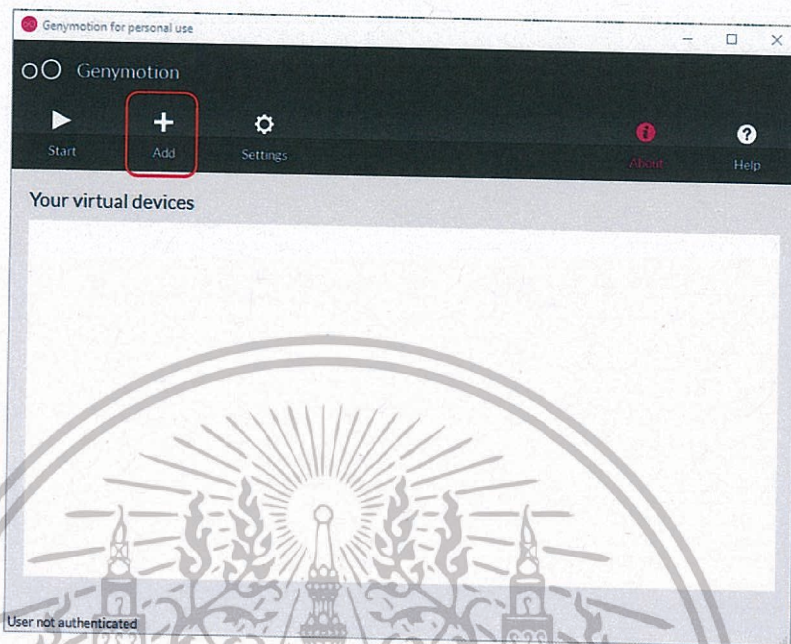 Genymotion for personal use
Genymotion
Start Add Settings About Help
Your virtual devices
User not authenticated